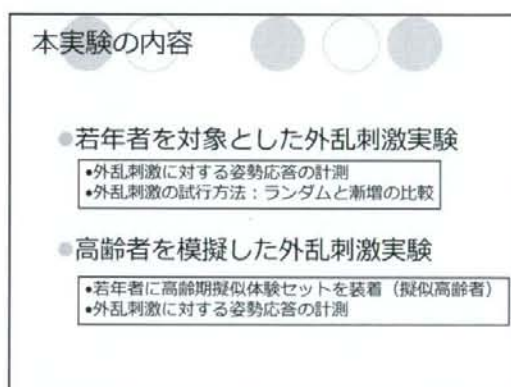 本実験の内容
●若年者を対象とした外乱刺激実験
•外乱刺激に対する姿勢応答の計測
•外乱刺激の試行方法：ランダムと漸増の比較
●高齢者を模擬した外乱刺激実験
•若年者に高齢期擬似体験セットを装着（擬似高齢者）
•外乱刺激に対する姿勢応答の計測